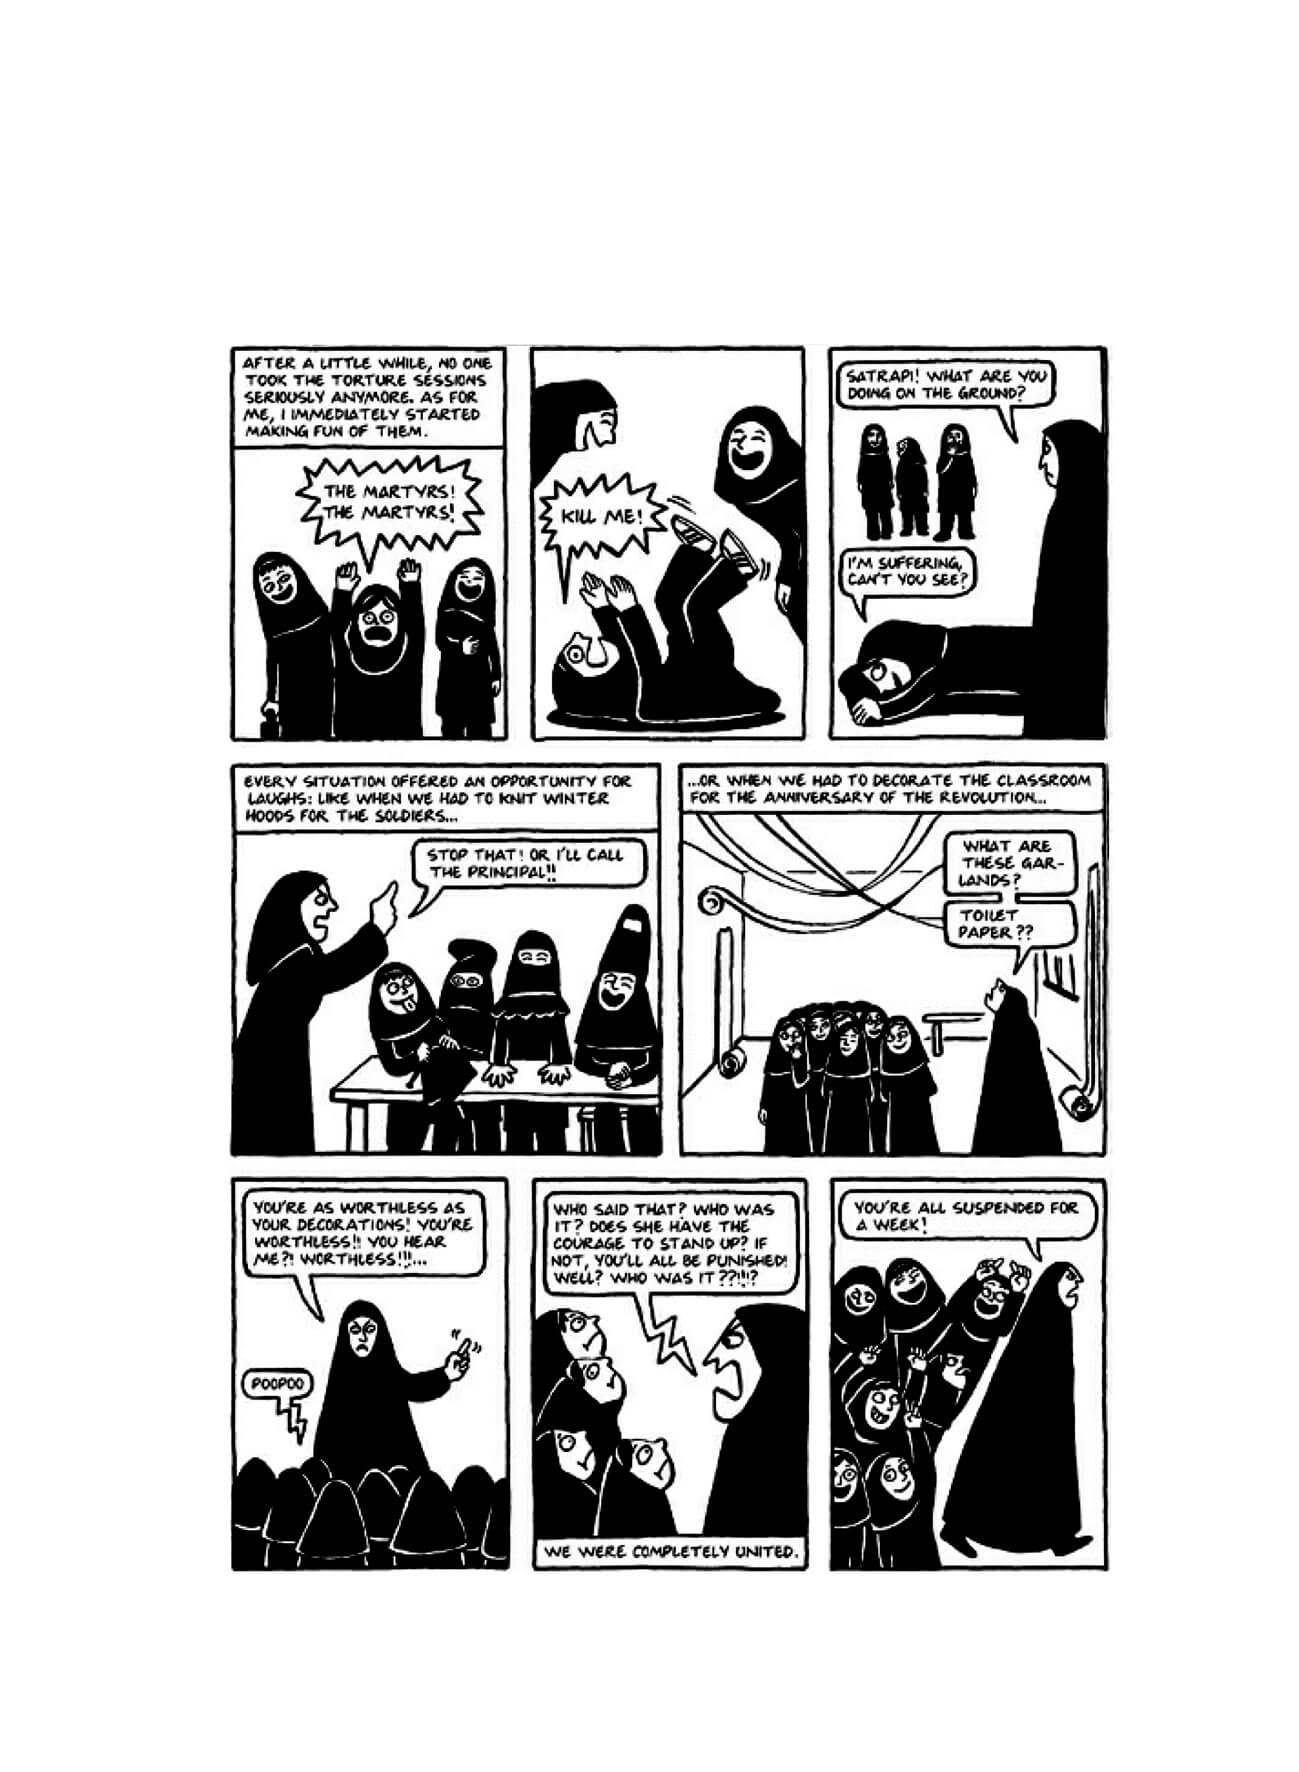 AFTER A LITTLE WHILE, NO ONE
TOOK THE TORTURE SESSIONS
SERIOUSLY ANYMORE. AS FOR
ME, I IMMEDIATELY STARTED
MAKING FUN OF THEM.
THE MARTYRS!
THE MARTYRS!
KILL ME!
SATRAPI! WHAT ARE YOU
DOING ON THE GROUND?
I'M SUFFERING,
CAN'T YOU SEE?
EVERY SITUATION OFFERED AN OPPORTUNITY FOR
LAUGHS: LIKE WHEN WE HAD TO KNIT WINTER
HOODS FOR THE SOLDIERS...
STOP THAT! OR I'LL CALL
THE PRINCIPAL!!
...OR WHEN WE HAD TO DECORATE THE CLASSROOM
FOR THE ANNIVERSARY OF THE REVOLUTION...
WHAT ARE
THESE GAR-
LANDS?
TOILET
PAPER??
YOU'RE AS WORTHLESS AS
YOUR DECORATIONS! YOU'RE
WORTHLESS!! YOU HEAR
ME?! WORTHLESS!!!...
POOPOO
WHO SAID THAT? WHO WAS
IT? DOES SHE HAVE THE
COURAGE TO STAND UP? IF
NOT, YOU'LL ALL BE PUNISHED!
WELL? WHO WAS IT??!!!?
WE WERE COMPLETELY UNITED.
YOU'RE ALL SUSPENDED FOR
A WEEK!